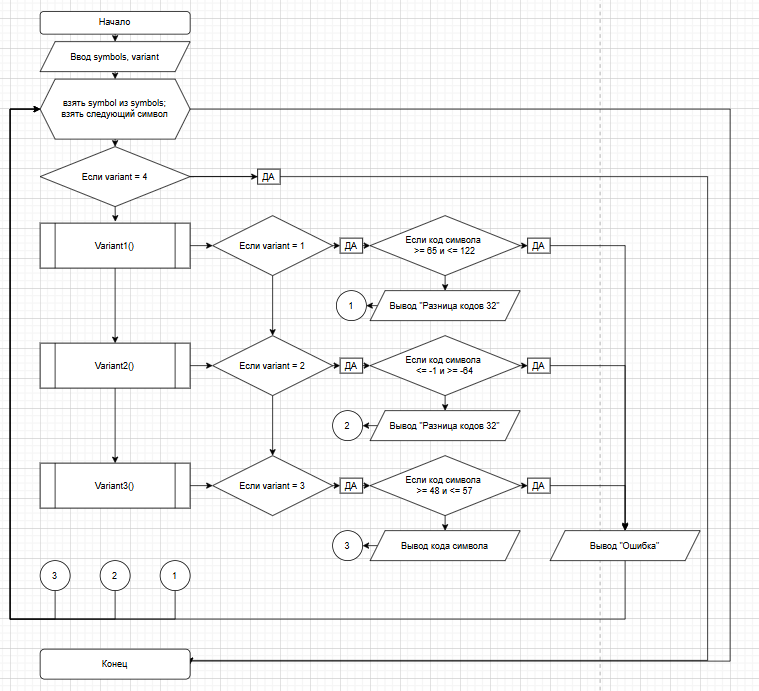 Начало
Ввод symbols, variant
взять symbol из symbols;
взять следующий символ
Если variant = 4
ДА
Variant1()
Если variant = 1
ДА
Если код символа
>= 65 и <= 122
ДА
1
Вывод "Разница кодов 32"
Variant2()
Если variant = 2
ДА
Если код символа
<= -1 и >= -64
ДА
2
Вывод "Разница кодов 32"
Variant3()
Если variant = 3
ДА
Если код символа
>= 48 и <= 57
ДА
3
Вывод кода символа
Вывод "Ошибка"
3
2
1
Конец